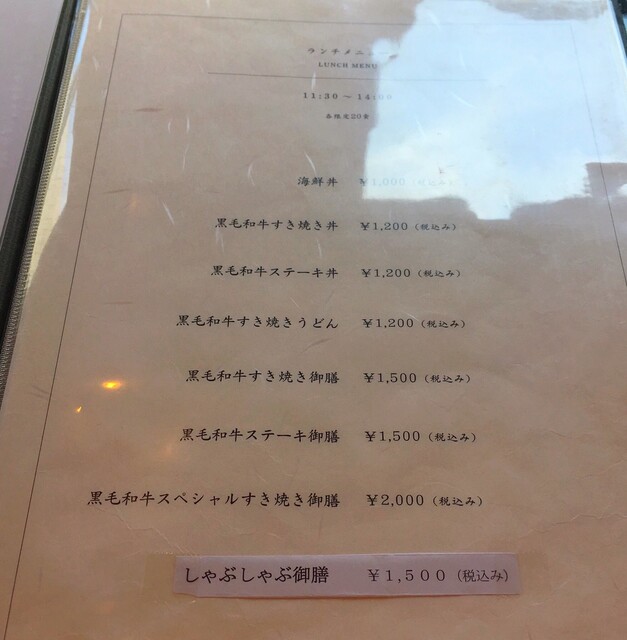 ランチメニュー
LUNCH MENU
11:30 ～ 14:00
各限定20食
海鮮丼 ￥1,000 (税込み)
黒毛和牛すき焼き丼 ￥1,200 (税込み)
黒毛和牛ステーキ丼 ￥1,200 (税込み)
黒毛和牛すき焼きうどん ￥1,200 (税込み)
黒毛和牛すき焼き御膳 ￥1,500 (税込み)
黒毛和牛ステーキ御膳 ￥1,500 (税込み)
黒毛和牛スペシャルすき焼き御膳 ￥2,000 (税込み)
しゃぶしゃぶ御膳 ￥1,500 (税込み)